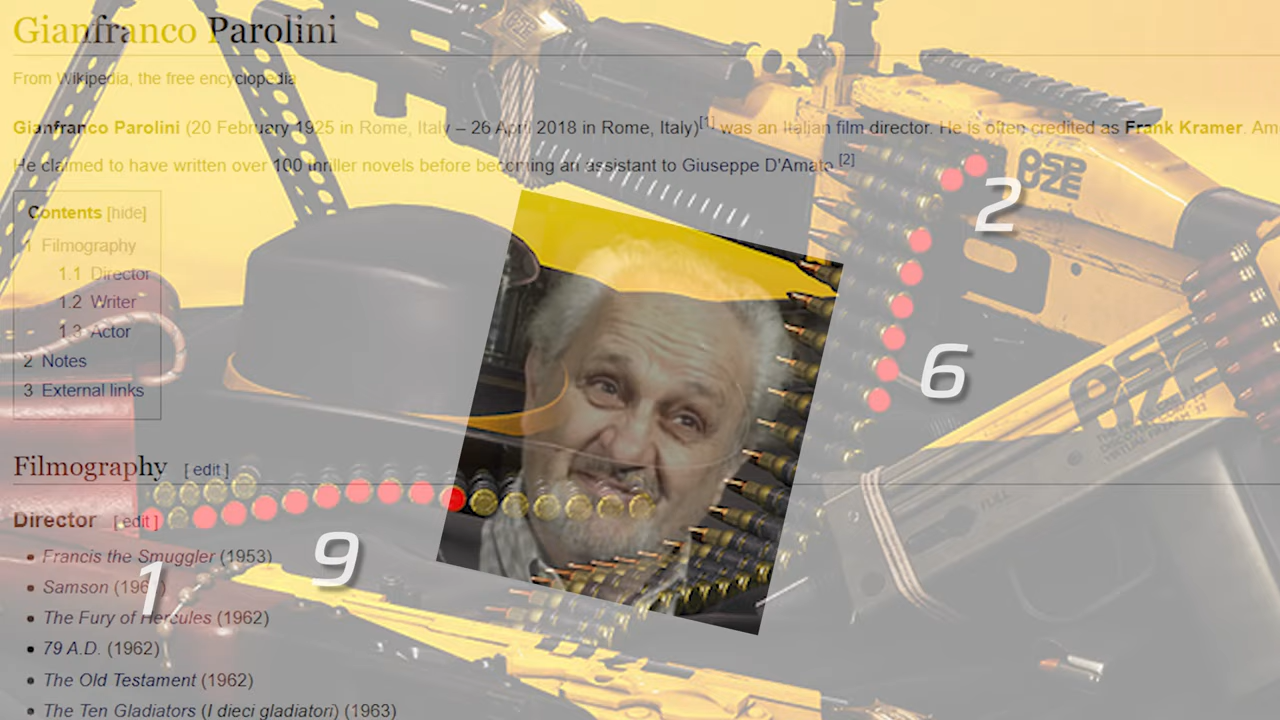 Gianfranco Parolini
From Wikipedia, the free encyclopedia
Gianfranco Parolini (20 February 1925 in Rome, Italy – 26 April 2018 in Rome, Italy)[1] was an Italian film director. He is often credited as Frank Kramer. Am
He claimed to have written over 100 thriller novels before becoming an assistant to Giuseppe D'Amato.[2]
2
Contents [hide]
1 Filmography
1.1 Director
1.2 Writer
1.3 Actor
2 Notes
6
3 External links
Filmography [ edit ]
Director [ edit ]
9
Francis the Smuggler (1953)
1
Samson (1961)
The Fury of Hercules (1962)
79 A.D. (1962)
The Old Testament (1962)
The Ten Gladiators (I dieci gladiatori) (1963)